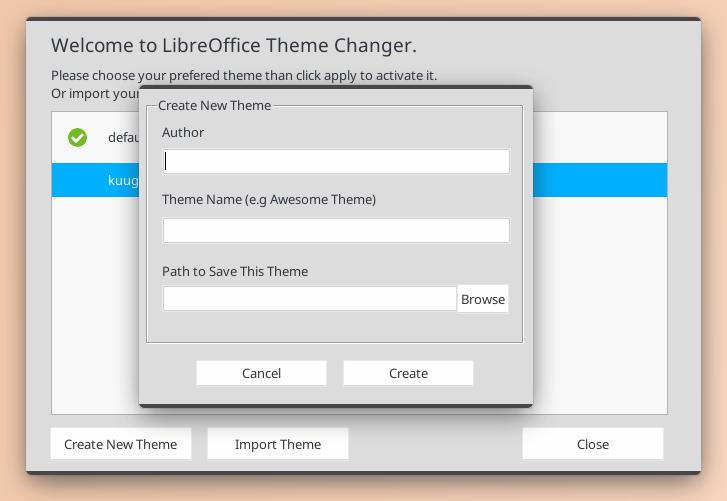 Welcome to LibreOffice Theme Changer.
Please choose your prefered theme than click apply to activate it.
Or import your
Create New Theme
Author
Theme Name (e.g Awesome Theme)
Path to Save This Theme
Browse
Cancel Create
Create New Theme Import Theme Close